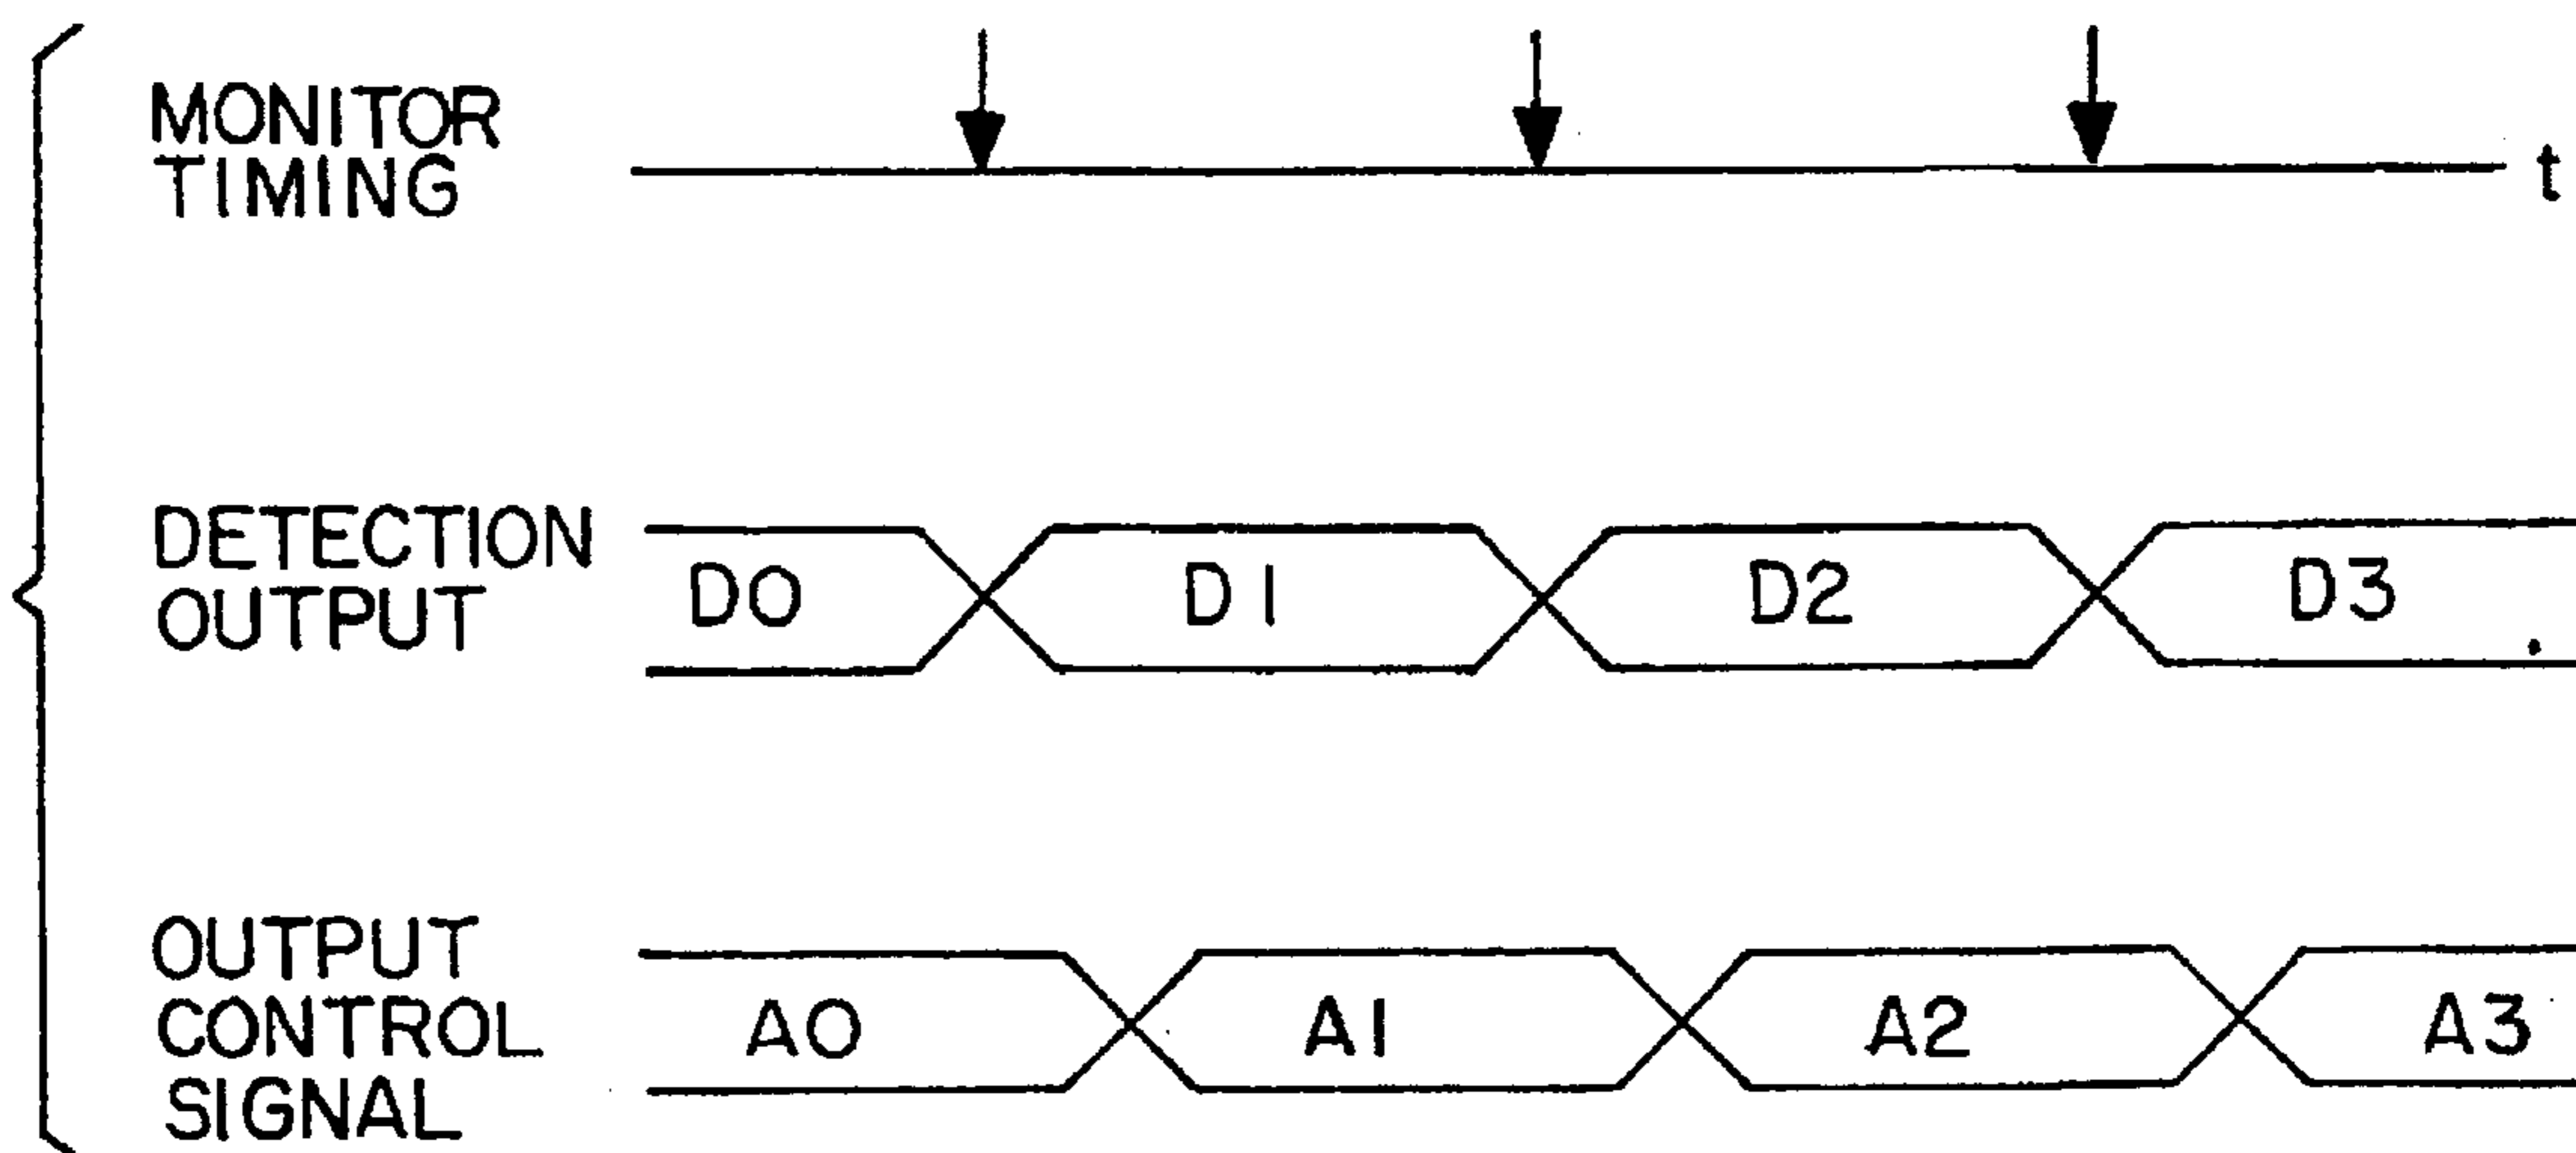 MONITOR
TIMING
t
DETECTION
OUTPUT
D0
D1
D2
D3
OUTPUT
CONTROL
SIGNAL
A0
A1
A2
A3